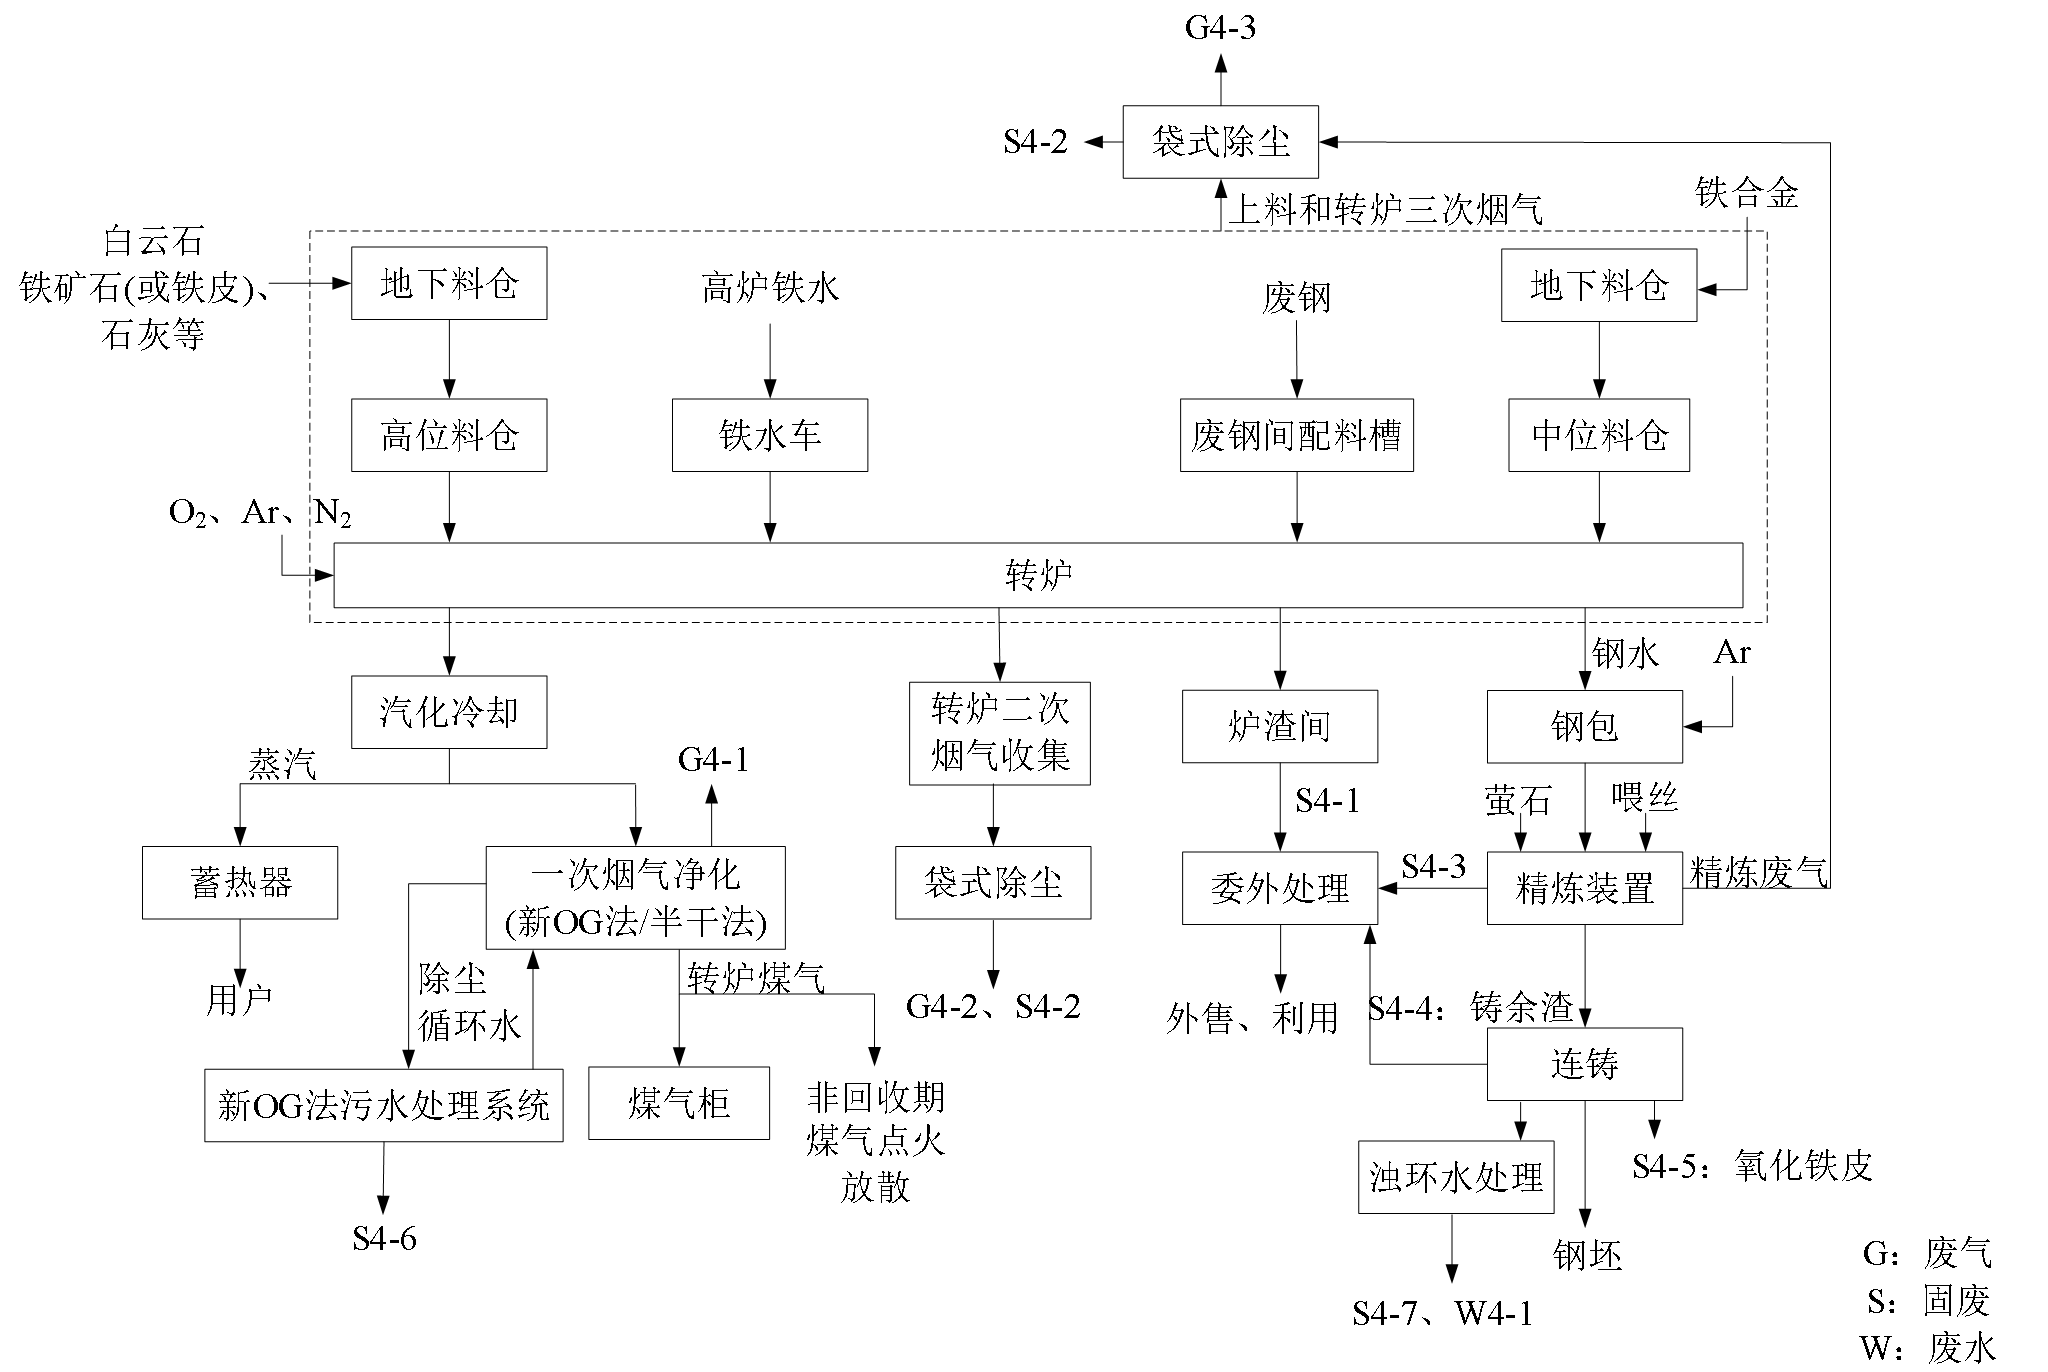 G4-3
S4-2
袋式除尘
上料和转炉三次烟气
铁合金
白云石
铁矿石(或铁皮)、
石灰等
地下料仓
高炉铁水
废钢
地下料仓
高位料仓
铁水车
废钢间配料槽
中位料仓
O2、Ar、N2
转炉
钢水
Ar
汽化冷却
转炉二次
烟气收集
炉渣间
钢包
蒸汽
G4-1
S4-1
萤石
喂丝
蓄热器
一次烟气净化
(新OG法/半干法)
袋式除尘
委外处理
S4-3
精炼装置
精炼废气
用户
除尘
循环水
转炉煤气
G4-2、S4-2
外售、利用
S4-4：铸余渣
新OG法污水处理系统
煤气柜
非回收期
煤气点火
放散
连铸
浊环水处理
S4-5：氧化铁皮
S4-6
钢坯
S4-7、W4-1
G：废气
S：固废
W：废水